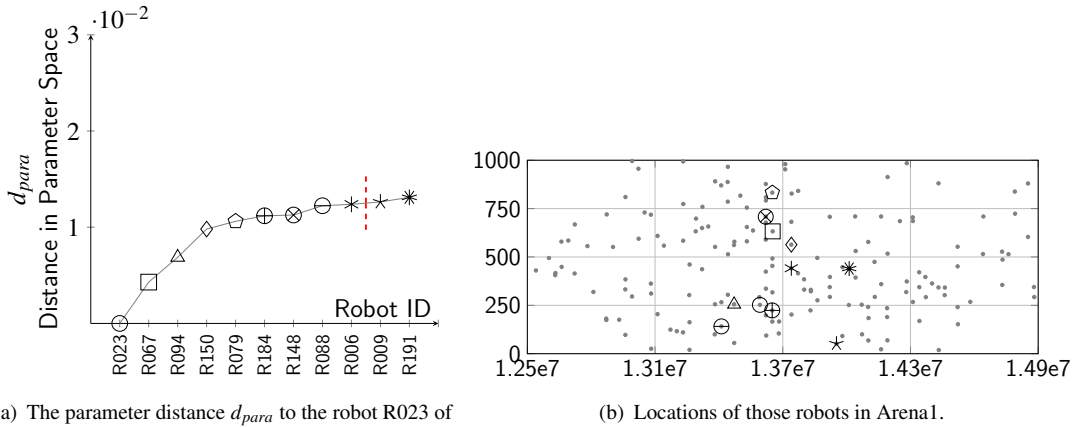 ·10−2
3
2
1
d_para
Distance in Parameter Space
Robot ID
R023
R067
R094
R150
R079
R184
R148
R088
R006
R009
R191
a) The parameter distance d_para to the robot R023 of
1000
750
500
250
0
1.25e7 1.31e7 1.37e7 1.43e7 1.49e7
(b) Locations of those robots in Arena1.